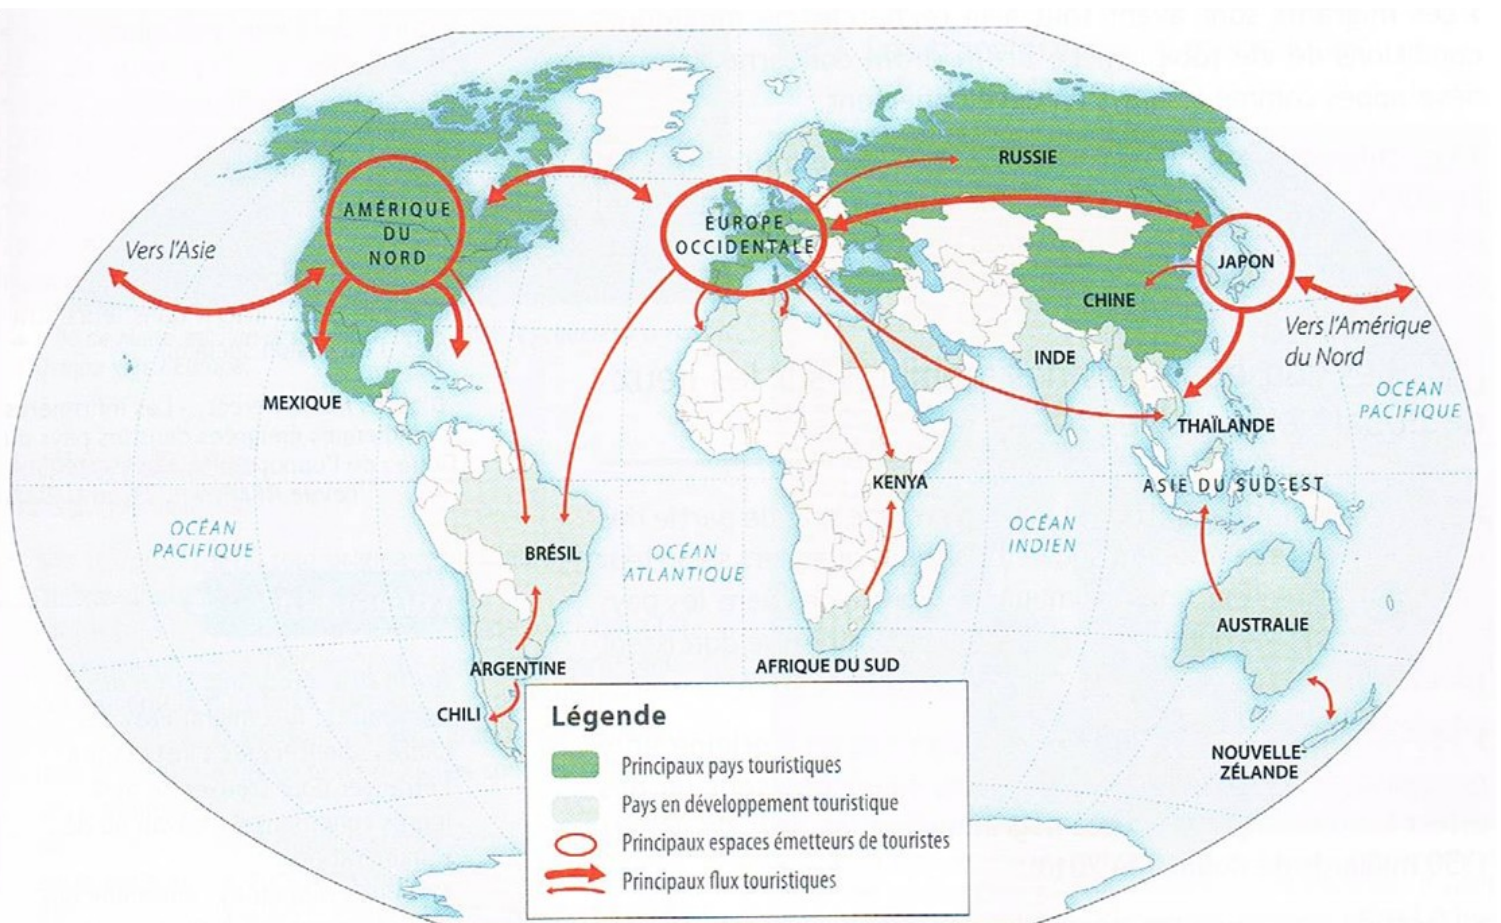 AMÉRIQUE
DU
NORD
EUROPE
OCCIDENTALE
RUSSIE
Vers l'Asie
JAPON
CHINE
Vers l'Amérique
du Nord
INDE
OCÉAN
PACIFIQUE
MEXIQUE
THAÏLANDE
KENYA
ASIE DU SUD-EST
OCÉAN
PACIFIQUE
BRÉSIL
OCÉAN
ATLANTIQUE
OCÉAN
INDIEN
AUSTRALIE
ARGENTINE
AFRIQUE DU SUD
CHILI
NOUVELLE-
ZÉLANDE
Légende
Principaux pays touristiques
Pays en développement touristique
Principaux espaces émetteurs de touristes
Principaux flux touristiques